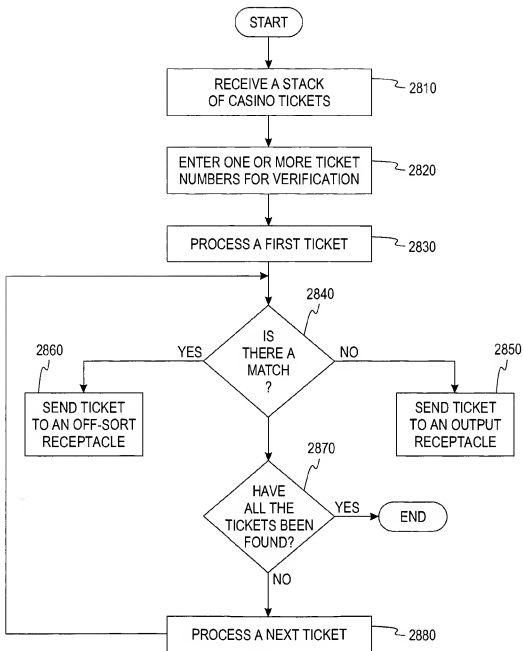 START
RECEIVE A STACK
OF CASINO TICKETS
2810
ENTER ONE OR MORE TICKET
NUMBERS FOR VERIFICATION
2820
PROCESS A FIRST TICKET
2830
2840
IS
THERE A
MATCH
?
YES
NO
2860
SEND TICKET
TO AN OFF-SORT
RECEPTACLE
2850
SEND TICKET
TO AN OUTPUT
RECEPTACLE
2870
HAVE
ALL THE
TICKETS BEEN
FOUND?
YES
END
NO
PROCESS A NEXT TICKET
2880